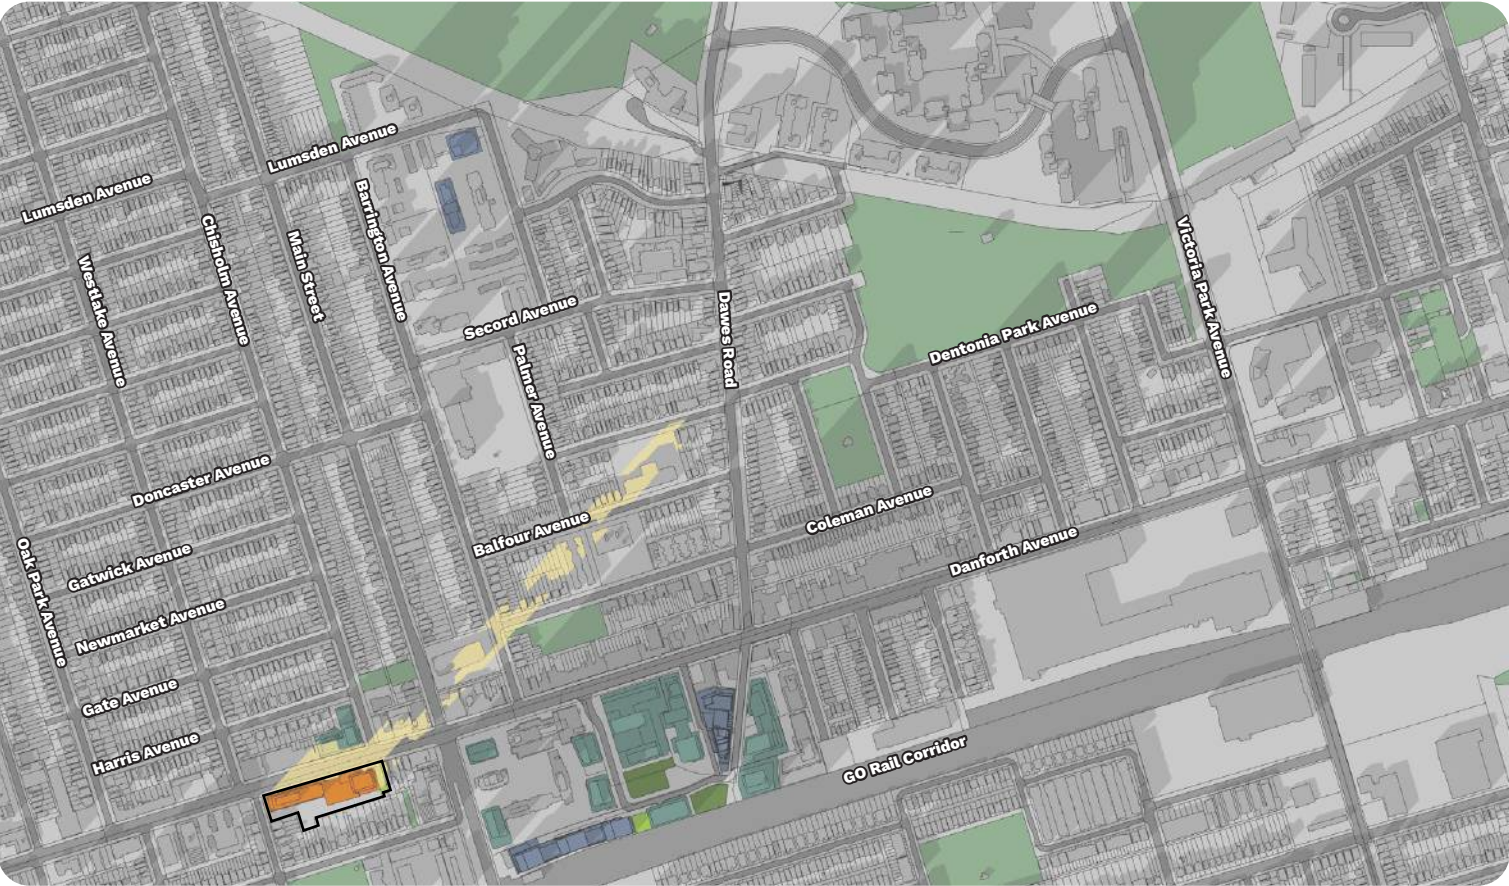 Lumsden Avenue
Lumsden Avenue
Barrington Avenue
Chisholm Avenue
Main Street
Westlake Avenue
Victoria Park Avenue
Secord Avenue
Dawes Road
Dentonia Park Avenue
Palmer Avenue
Doncaster Avenue
Coleman Avenue
Balfour Avenue
Danforth Avenue
Oak Park Avenue
Gatwick Avenue
Newmarket Avenue
Gate Avenue
Harris Avenue
GO Rail Corridor